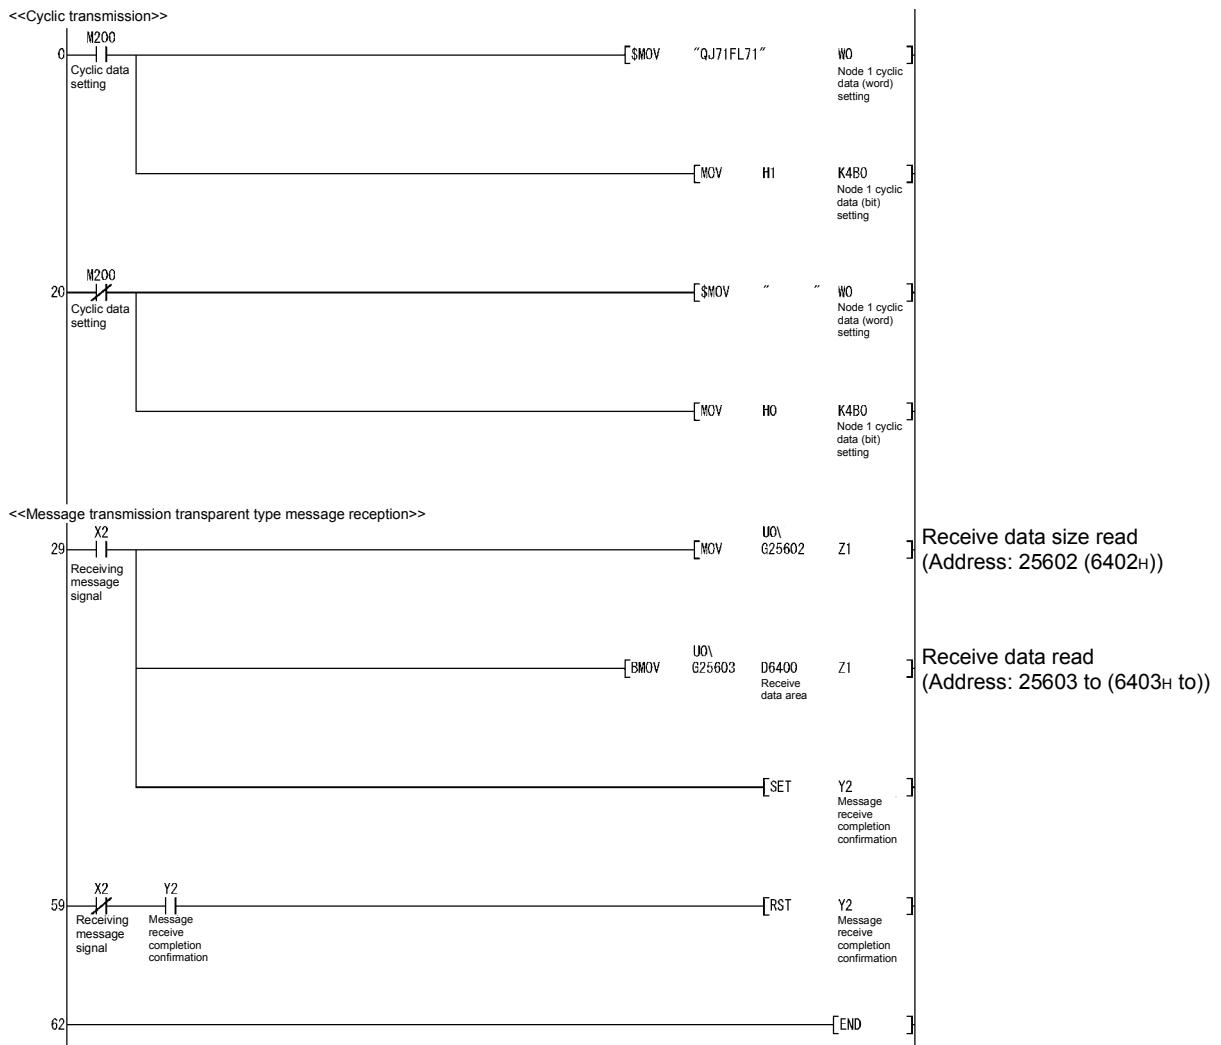 <<Cyclic transmission>>
M200
0
[$MOV "QJ71FL71" W0 ]
Cyclic data
setting
Node 1 cyclic
data (word)
setting
[MOV H1 K4B0 ]
Node 1 cyclic
data (bit)
setting
M200
20
[$MOV " " W0 ]
Cyclic data
setting
Node 1 cyclic
data (word)
setting
[MOV H0 K4B0 ]
Node 1 cyclic
data (bit)
setting
<<Message transmission transparent type message reception>>
X2
29
U0\
[MOV G25602 Z1 ]
Receiving
message
signal
Receive data size read
(Address: 25602 (6402H))
U0\
[BMOV G25603 D6400 Z1 ]
Receive
data area
Receive data read
(Address: 25603 to (6403H to))
[SET Y2 ]
Message
receive
completion
confirmation
X2 Y2
59
[RST Y2 ]
Receiving
message
signal
Message
receive
completion
confirmation
Message
receive
completion
confirmation
62
[END ]